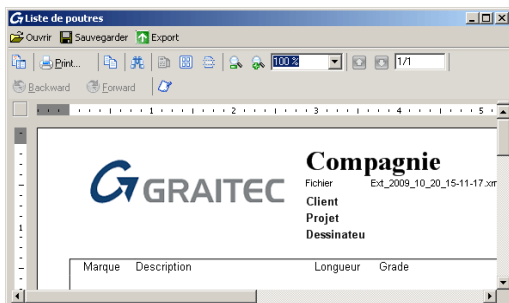 Liste de poutres
Ouvrir Sauvegarder Export
Print... 100 % 1/1
Backward Forward
1 2 3 4 5
1
GRAITEC
Compagnie
Fichier Ext_2009_10_20_15-11-17.xm
Client
Projet
Dessinateu
Marque Description Longueur Grade